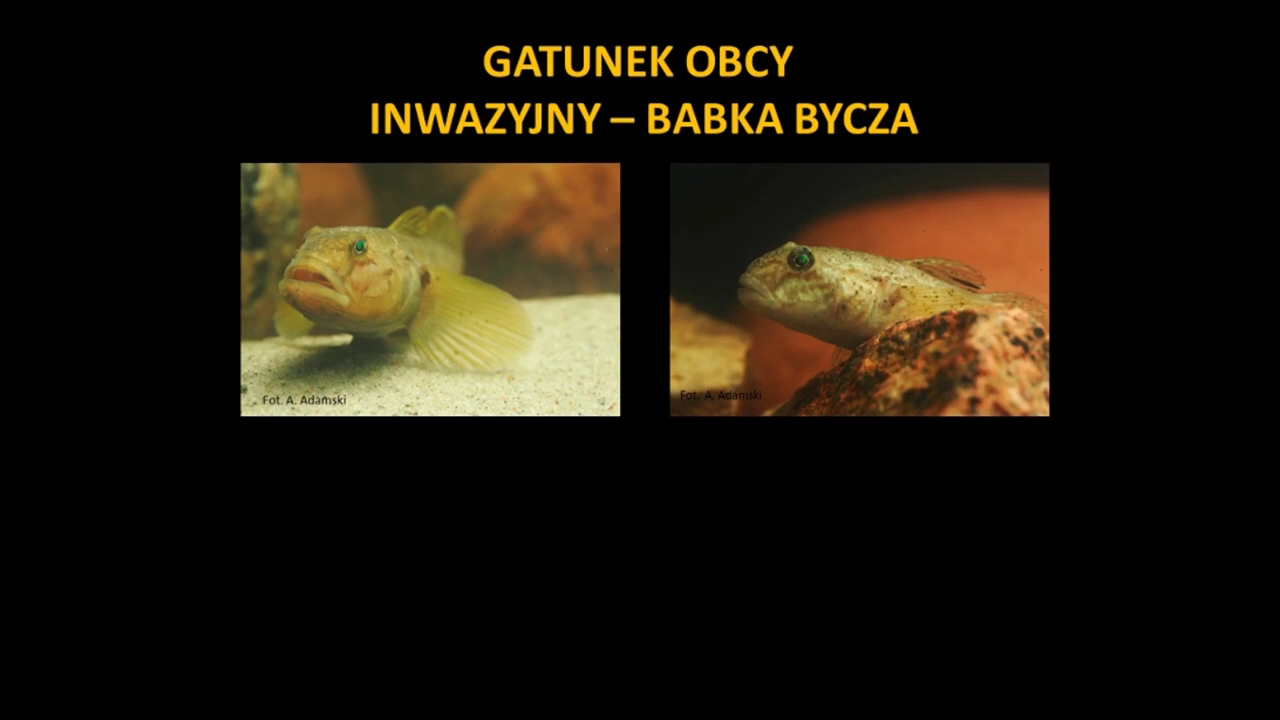 GATUNEK OBCY
INWAZYJNY – BABKA BYCZA
Fot. A. Adamski
Fot. A. Adamski